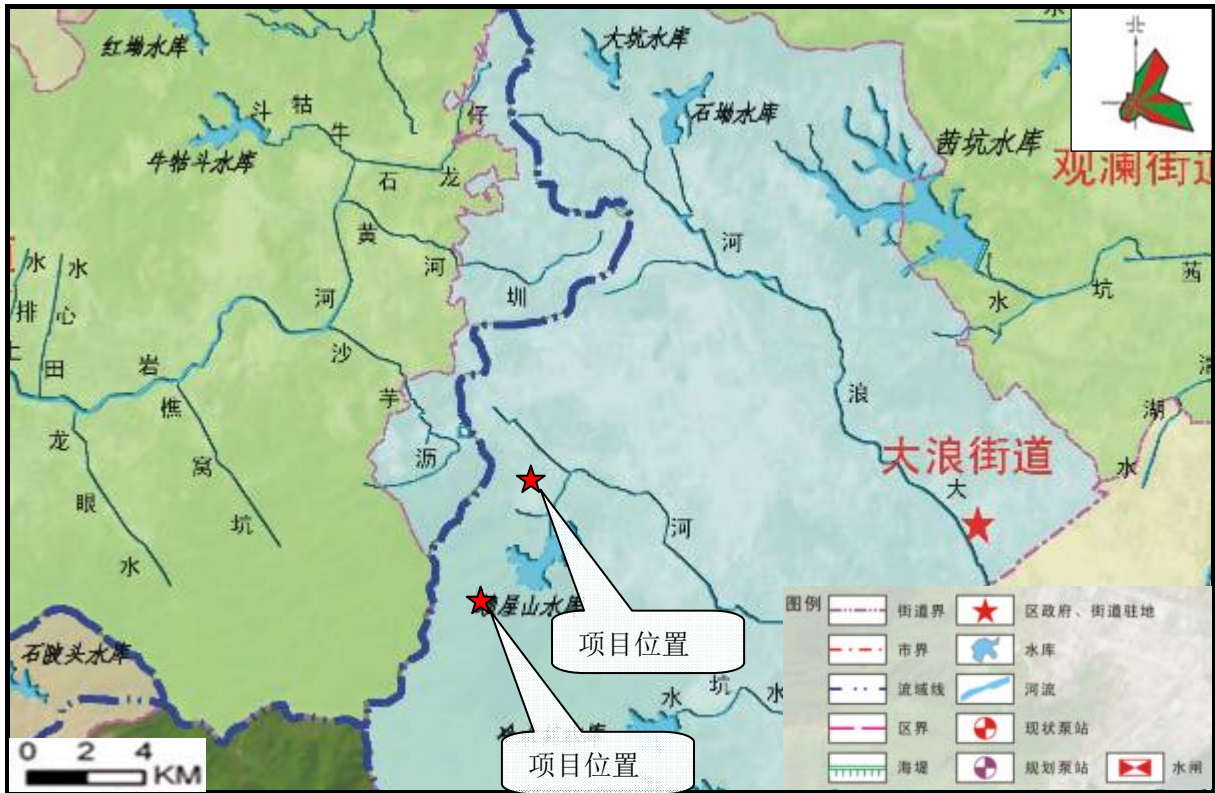 红坳水库
大坑水库
石坳水库
牛牯斗水库
茜坑水库
观澜街道
斗
牯
牛
仔
石
龙
黄
河
圳
河
水
坑
茜
水
水
排
心
田
河
沙
芋
沥
岩
樵
窝
坑
龙
眼
水
浪
大浪街道
大
湖
水
河
屋山水库
石陂头水库
项目位置
项目位置
水
坑
水
0 2 4
KM
图例
街道界
区政府、街道驻地
市界
水库
流域线
河流
区界
现状泵站
海堤
规划泵站
水闸